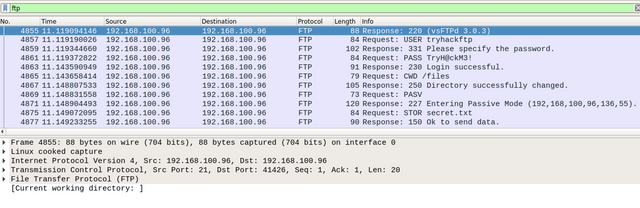 ftp
No. Time Source Destination Protocol Length Info
4855 11.119094146 192.168.100.96 192.168.100.96 FTP 88 Response: 220 (vsFTPd 3.0.3)
4857 11.119190026 192.168.100.96 192.168.100.96 FTP 84 Request: USER tryhackftp
4859 11.119344660 192.168.100.96 192.168.100.96 FTP 102 Response: 331 Please specify the password.
4861 11.119372822 192.168.100.96 192.168.100.96 FTP 84 Request: PASS TryH@ckM3!
4863 11.143590949 192.168.100.96 192.168.100.96 FTP 91 Response: 230 Login successful.
4865 11.143658414 192.168.100.96 192.168.100.96 FTP 79 Request: CWD /files
4867 11.148807533 192.168.100.96 192.168.100.96 FTP 105 Response: 250 Directory successfully changed.
4869 11.148831558 192.168.100.96 192.168.100.96 FTP 73 Request: PASV
4871 11.148904493 192.168.100.96 192.168.100.96 FTP 120 Response: 227 Entering Passive Mode (192,168,100,96,136,55).
4875 11.149072095 192.168.100.96 192.168.100.96 FTP 84 Request: STOR secret.txt
4877 11.149233255 192.168.100.96 192.168.100.96 FTP 90 Response: 150 Ok to send data.
Frame 4855: 88 bytes on wire (704 bits), 88 bytes captured (704 bits) on interface 0
Linux cooked capture
Internet Protocol Version 4, Src: 192.168.100.96, Dst: 192.168.100.96
Transmission Control Protocol, Src Port: 21, Dst Port: 41426, Seq: 1, Ack: 1, Len: 20
File Transfer Protocol (FTP)
[Current working directory: ]